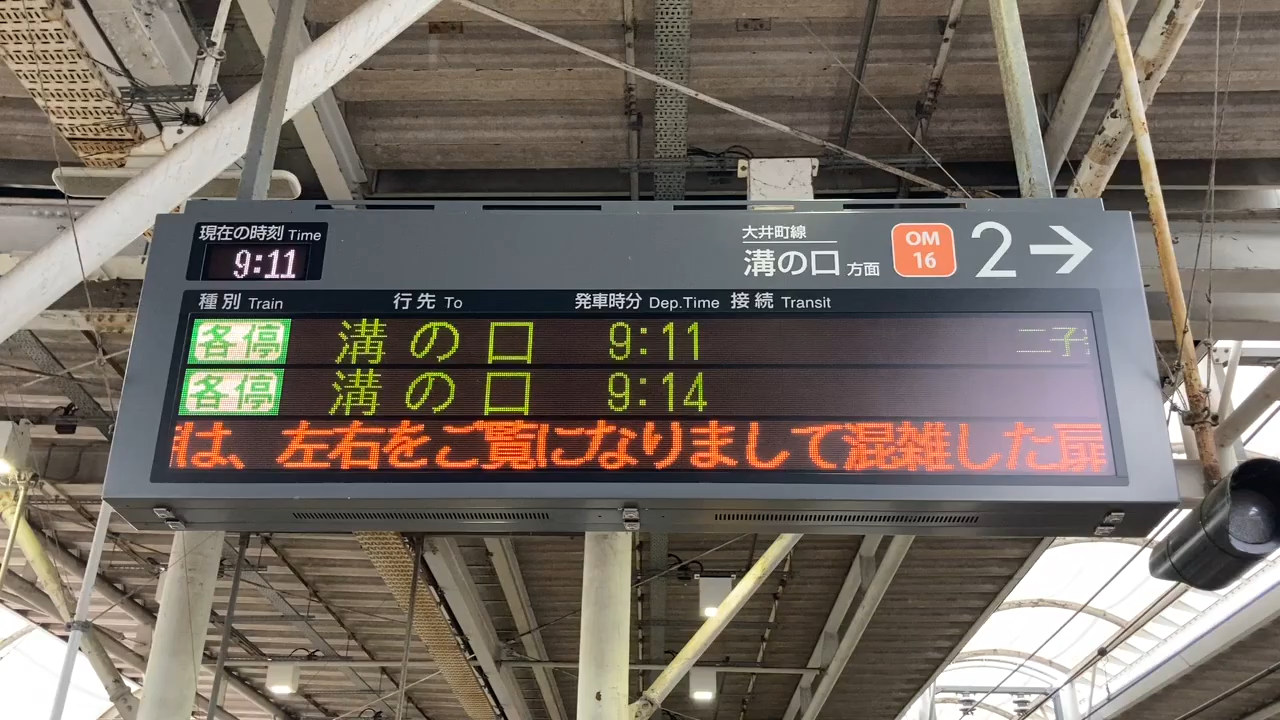 現在の時刻 Time
9:11
大井町線
溝の口 方面
OM
16
2→
種別 Train 行先 To 発車時分 Dep.Time 接続 Transit
各停 溝の口 9:11 二子
各停 溝の口 9:14
は、左右をご覧になりまして混雑した扉